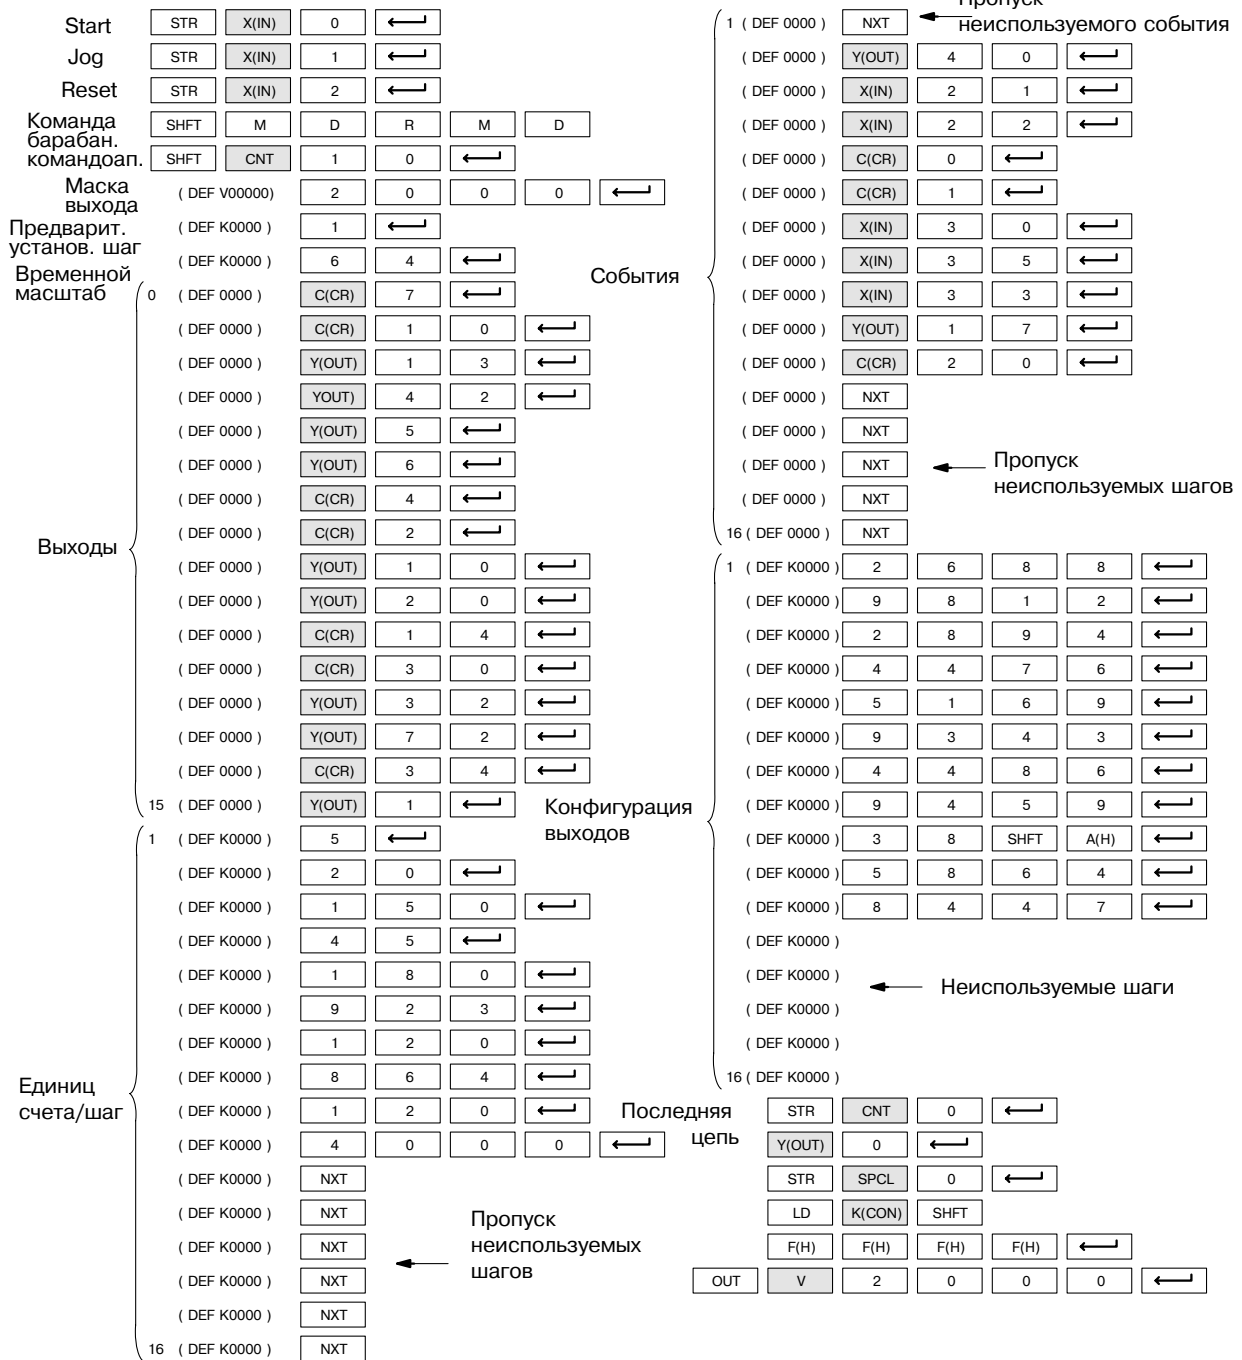 Start STR X(IN) 0
Jog STR X(IN) 1
Reset STR X(IN) 2
Команда барабан. командоап.
SHFT M D R M D
SHFT CNT 1 0
Маска выхода
( DEF V00000) 2 0 0 0
Предварит. установ. шаг
( DEF K0000 ) 1
Временной масштаб
( DEF K0000 ) 6 4
Выходы
0 ( DEF 0000 ) C(CR) 7
( DEF 0000 ) C(CR) 1 0
( DEF 0000 ) Y(OUT) 1 3
( DEF 0000 ) YOUT) 4 2
( DEF 0000 ) Y(OUT) 5
( DEF 0000 ) Y(OUT) 6
( DEF 0000 ) C(CR) 4
( DEF 0000 ) C(CR) 2
( DEF 0000 ) Y(OUT) 1 0
( DEF 0000 ) Y(OUT) 2 0
( DEF 0000 ) C(CR) 1 4
( DEF 0000 ) C(CR) 3 0
( DEF 0000 ) Y(OUT) 3 2
( DEF 0000 ) Y(OUT) 7 2
( DEF 0000 ) C(CR) 3 4
15 ( DEF 0000 ) Y(OUT) 1
Единиц счета/шаг
1 ( DEF K0000 ) 5
( DEF K0000 ) 2 0
( DEF K0000 ) 1 5 0
( DEF K0000 ) 4 5
( DEF K0000 ) 1 8 0
( DEF K0000 ) 9 2 3
( DEF K0000 ) 1 2 0
( DEF K0000 ) 8 6 4
( DEF K0000 ) 1 2 0
( DEF K0000 ) 4 0 0 0
( DEF K0000 ) NXT
( DEF K0000 ) NXT
( DEF K0000 ) NXT
( DEF K0000 ) NXT
( DEF K0000 ) NXT
16 ( DEF K0000 ) NXT
Пропуск
неиспользуемых
шагов
Пропуск
неиспользуемого события
События
1 ( DEF 0000 ) NXT
( DEF 0000 ) Y(OUT) 4 0
( DEF 0000 ) X(IN) 2 1
( DEF 0000 ) X(IN) 2 2
( DEF 0000 ) C(CR) 0
( DEF 0000 ) C(CR) 1
( DEF 0000 ) X(IN) 3 0
( DEF 0000 ) X(IN) 3 5
( DEF 0000 ) X(IN) 3 3
( DEF 0000 ) Y(OUT) 1 7
( DEF 0000 ) C(CR) 2 0
( DEF 0000 ) NXT
( DEF 0000 ) NXT
( DEF 0000 ) NXT
( DEF 0000 ) NXT
16 ( DEF 0000 ) NXT
Пропуск
неиспользуемых шагов
Конфигурация
выходов
1 ( DEF K0000 ) 2 6 8 8
( DEF K0000 ) 9 8 1 2
( DEF K0000 ) 2 8 9 4
( DEF K0000 ) 4 4 7 6
( DEF K0000 ) 5 1 6 9
( DEF K0000 ) 9 3 4 3
( DEF K0000 ) 4 4 8 6
( DEF K0000 ) 9 4 5 9
( DEF K0000 ) 3 8 SHFT A(H)
( DEF K0000 ) 5 8 6 4
( DEF K0000 ) 8 4 4 7
( DEF K0000 )
( DEF K0000 )
( DEF K0000 )
( DEF K0000 )
16 ( DEF K0000 )
Неиспользуемые шаги
Последняя
цепь
STR CNT 0
Y(OUT) 0
STR SPCL 0
LD K(CON) SHFT
F(H) F(H) F(H) F(H)
OUT V 2 0 0 0